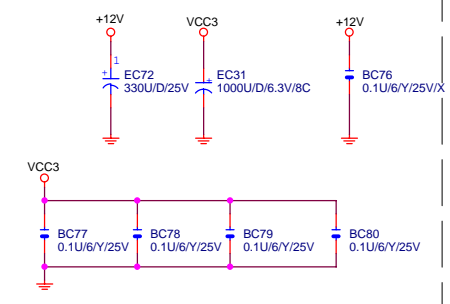 +12V
VCC3
+12V
1
+
EC72
330U/D/25V
+
EC31
1000U/D/6.3V/8C
BC76
0.1U/6/Y/25V/X
VCC3
BC77
0.1U/6/Y/25V
BC78
0.1U/6/Y/25V
BC79
0.1U/6/Y/25V
BC80
0.1U/6/Y/25V